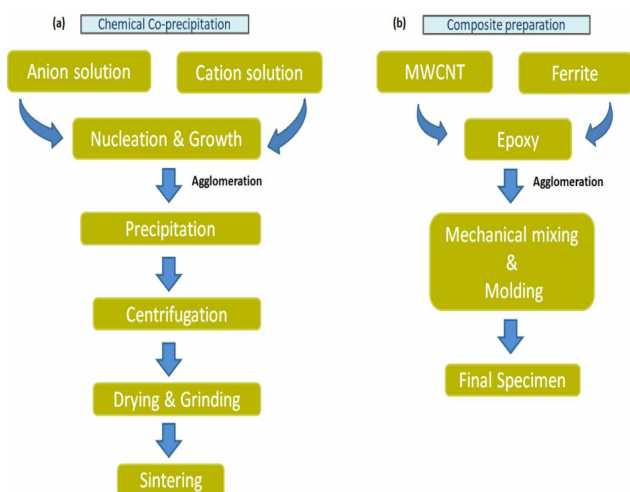 (a) Chemical Co-precipitation
Anion solution
Cation solution
Nucleation & Growth
Agglomeration
Precipitation
Centrifugation
Drying & Grinding
Sintering
(b) Composite preparation
MWCNT
Ferrite
Epoxy
Agglomeration
Mechanical mixing
&
Molding
Final Specimen